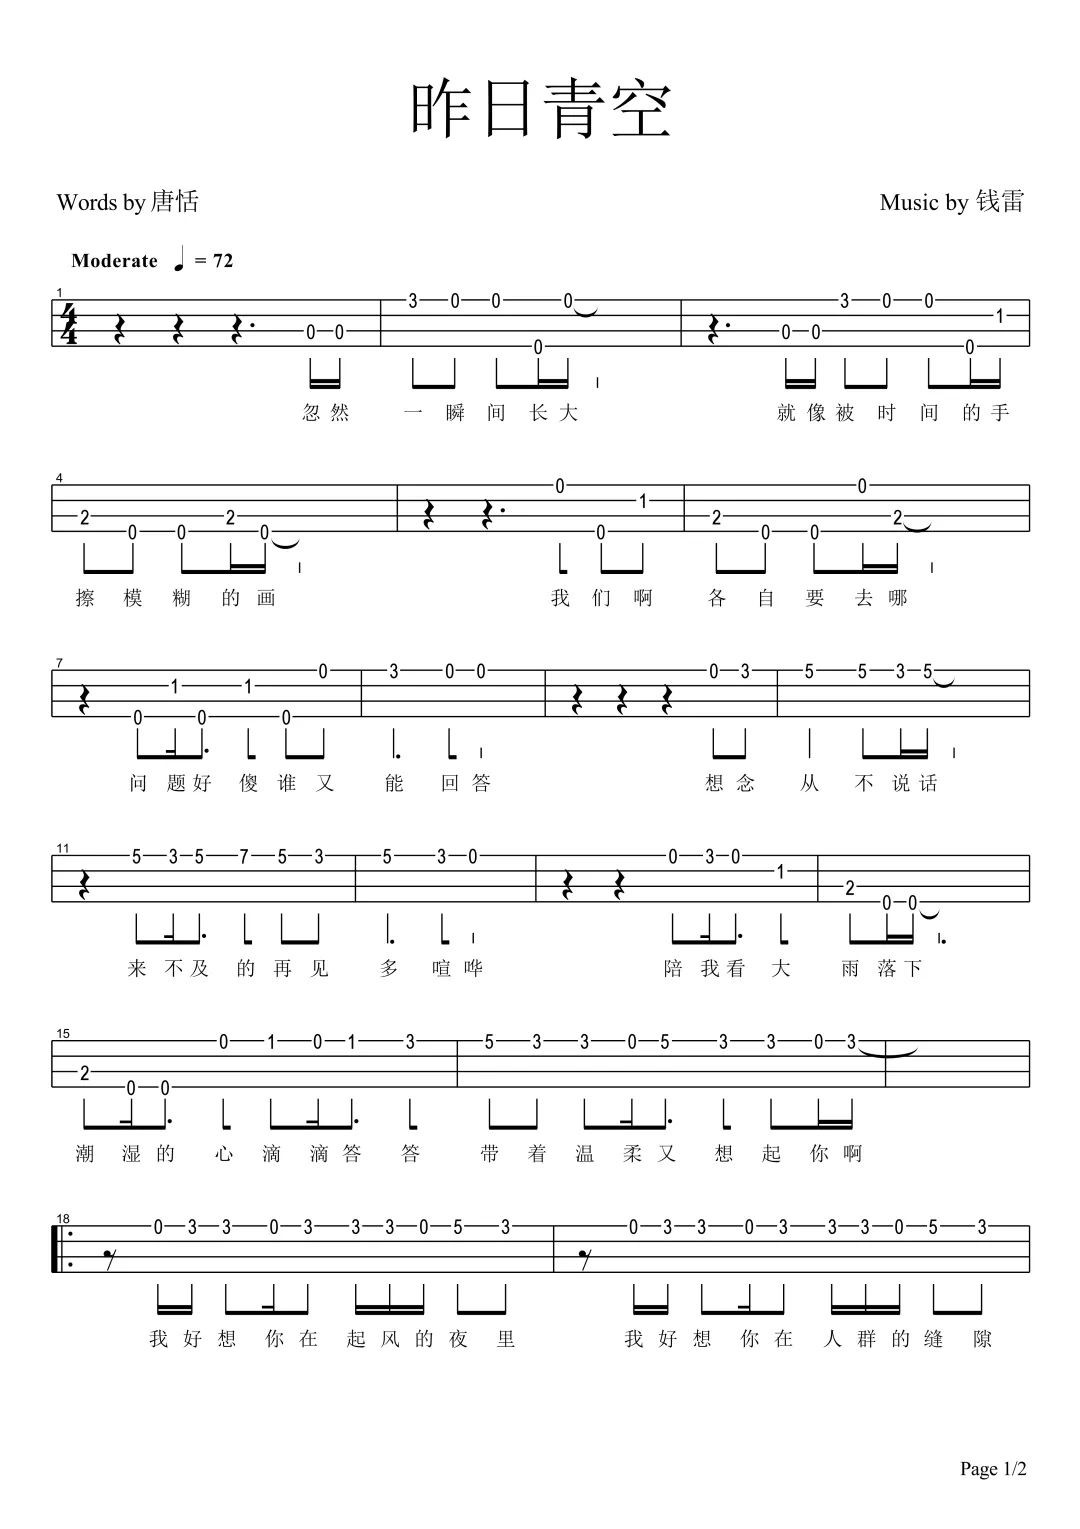 昨日青空
Words by 唐恬
Music by 钱雷
Moderate ♩ = 72
1
4
4
3 0 0 0 3 0 0
1
0 0 0 0
0 0
忽然 一瞬间长大 就像被时间的手
4
0 0
1
2 2 2 2
0 0 0 0 0 0
擦模糊的画 我们啊 各自要去哪
7
0 3 0 0 0 3 5 5 3 5
1 1
0 0 0
问题好傻谁又 能回答 想念 从不说话
11
5 3 5 7 5 3 5 3 0 0 3 0
1
2
0 0
来不及的再见 多喧哗 陪我看大 雨落下
15
0 1 0 1 3 5 3 3 0 5 3 3 0 3
2
0 0
潮湿的心滴滴答答 带着温柔又想起你啊
18
0 3 3 0 3 3 3 0 5 3 0 3 3 0 3 3 3 0 5 3
我好想你在起风的夜里 我好想你在人群的缝隙
Page 1/2